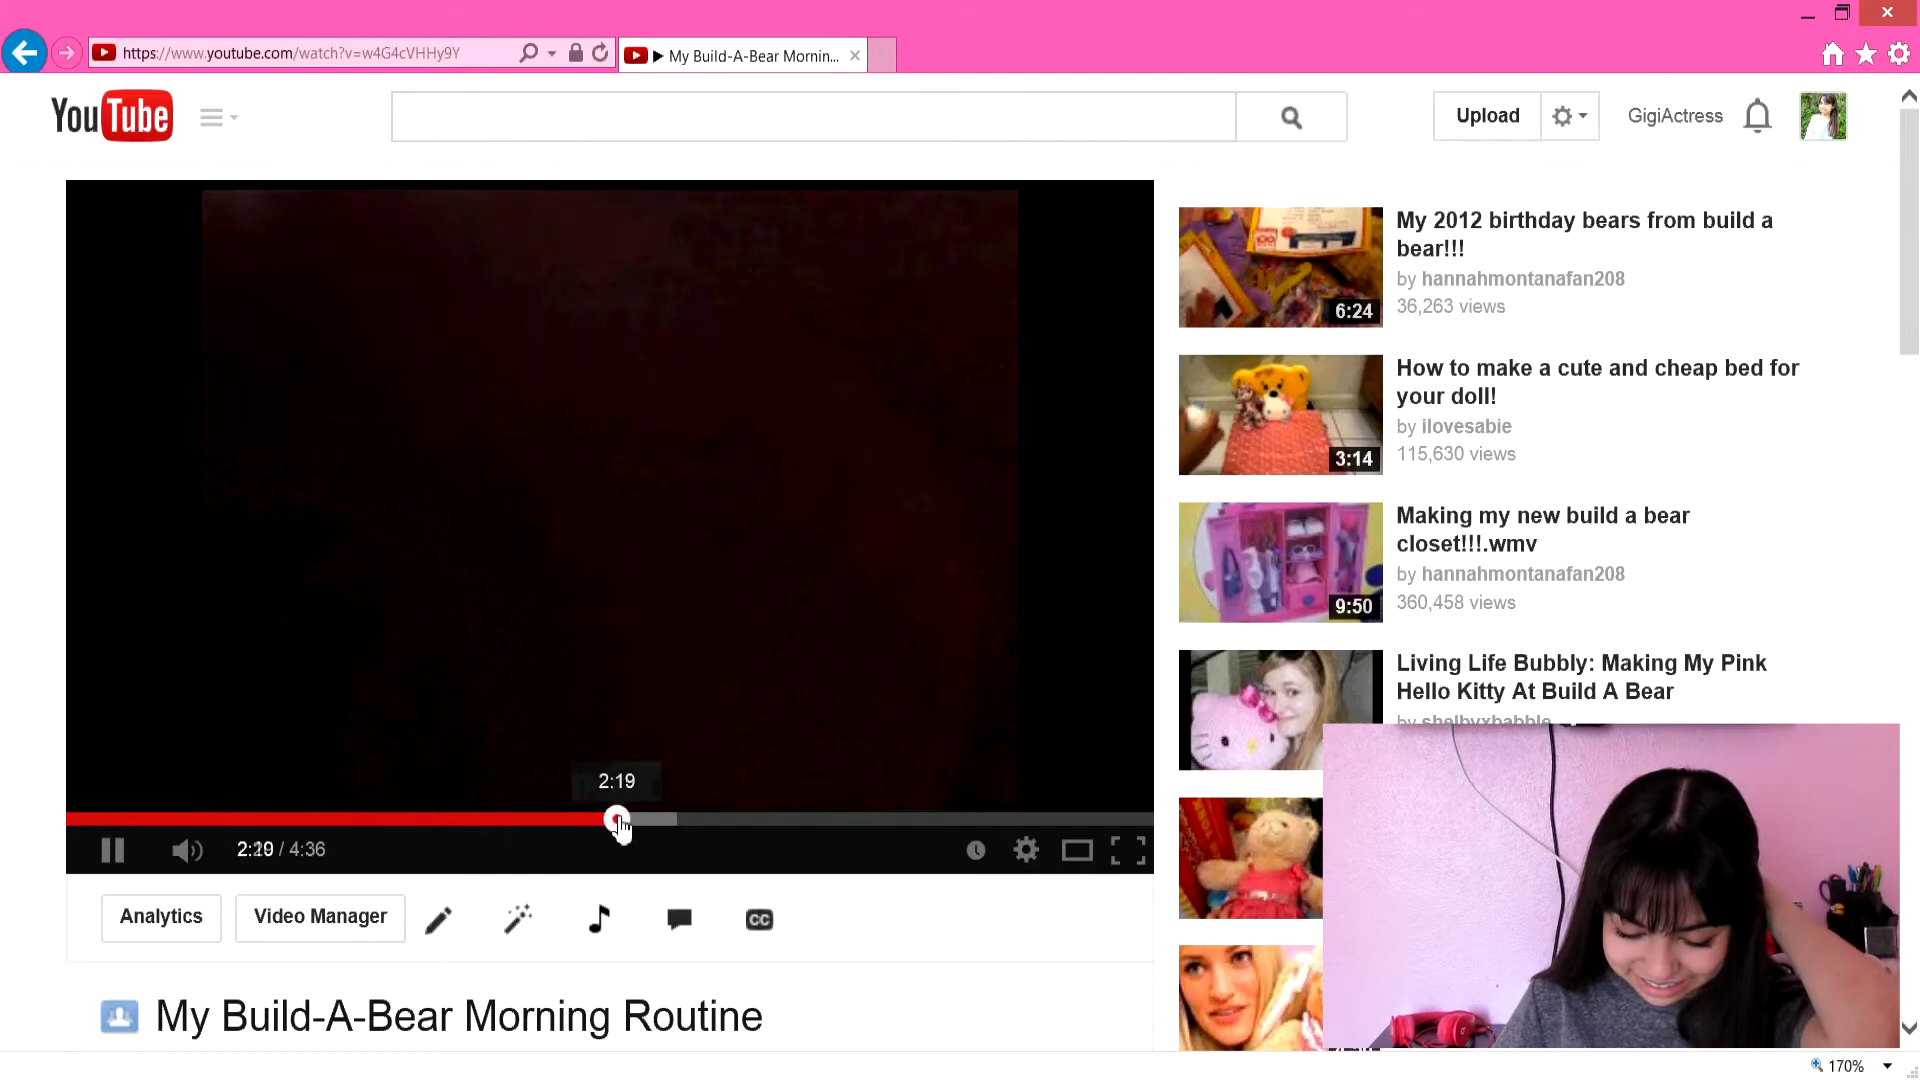 https://www.youtube.com/watch?v=w4G4cVHHy9Y
My Build-A-Bear Mornin...
YouTube
Upload
GigiActress
My 2012 birthday bears from build a
bear!!!
by hannahmontanafan208
36,263 views
6:24
How to make a cute and cheap bed for
your doll!
by ilovesabie
115,630 views
3:14
Making my new build a bear
closet!!!.wmv
by hannahmontanafan208
360,458 views
9:50
Living Life Bubbly: Making My Pink
Hello Kitty At Build A Bear
by shelbyxbabble
2:19
2:19 / 4:36
Analytics
Video Manager
CC
My Build-A-Bear Morning Routine
170%